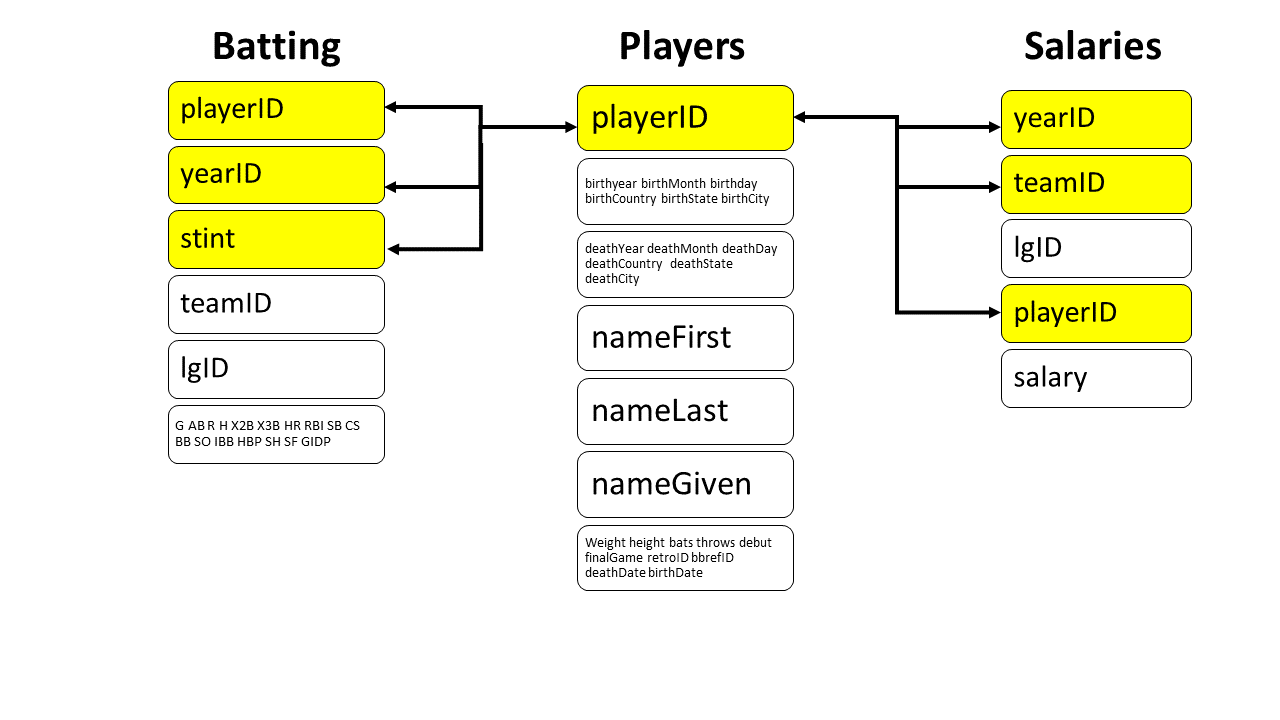 Batting
playerID
yearID
stint
teamID
lgID
G AB R H X2B X3B HR RBI SB CS
BB SO IBB HBP SH SF GIDP
Players
playerID
birthyear birthMonth birthday
birthCountry birthState birthCity
deathYear deathMonth deathDay
deathCountry deathState
deathCity
nameFirst
nameLast
nameGiven
Weight height bats throws debut
finalGame retroID bbrefID
deathDate birthDate
Salaries
yearID
teamID
lgID
playerID
salary